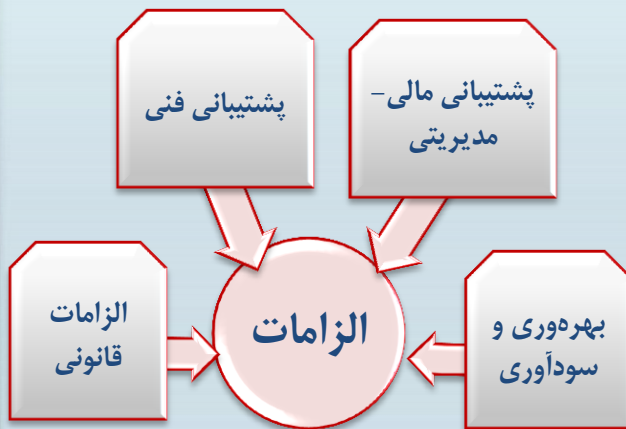 پشتیبانی مالی-
مدیریتی
پشتیبانی فنی
بهره‌وری و
سودآوری
الزامات
الزامات
قانونی